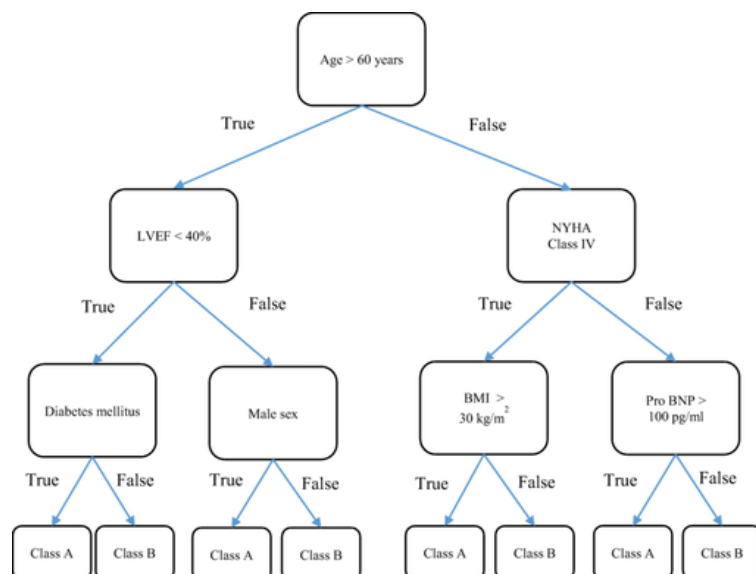 Age > 60 years
True
False
LVEF < 40%
NYHA
Class IV
True
False
True
False
Diabetes mellitus
Male sex
BMI >
30 kg/m²
Pro BNP >
100 pg/ml
True
False
True
False
True
False
True
False
Class A
Class B
Class A
Class B
Class A
Class B
Class A
Class B